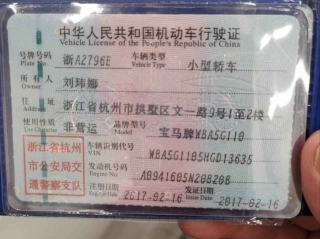 中华人民共和国机动车行驶证
Vehicle License of the People's Republic of China
号牌号码 浙A2796E 车辆类型 小型轿车
Plate No. Vehicle Type
所有人 刘玮娜
Owner
住址 浙江省杭州市拱墅区文一路9号1至2楼
Address
使用性质 非营运 品牌型号 宝马牌WBA5G110
Use Character Model
浙江省杭州 车辆识别代号 WBA5G1105HGD13635
VIN
市公安局交 发动机号码 A0941605N20B20B
Engine No.
通警察支队 注册日期 2017-02-16 发证日期 2017-02-16